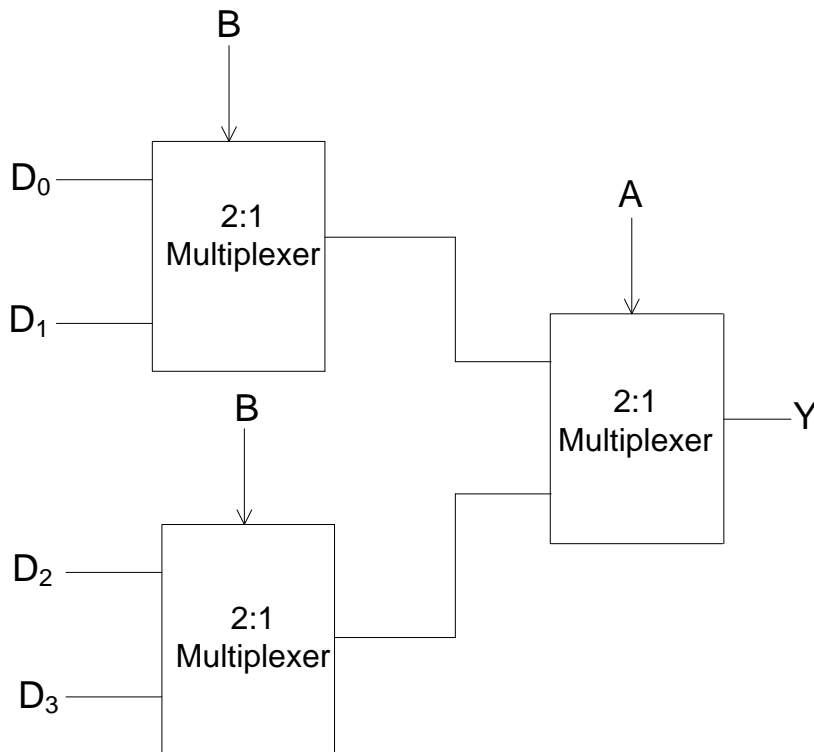 B
D₀
2:1
Multiplexer
D₁
A
2:1
Multiplexer
Y
B
D₂
2:1
Multiplexer
D₃